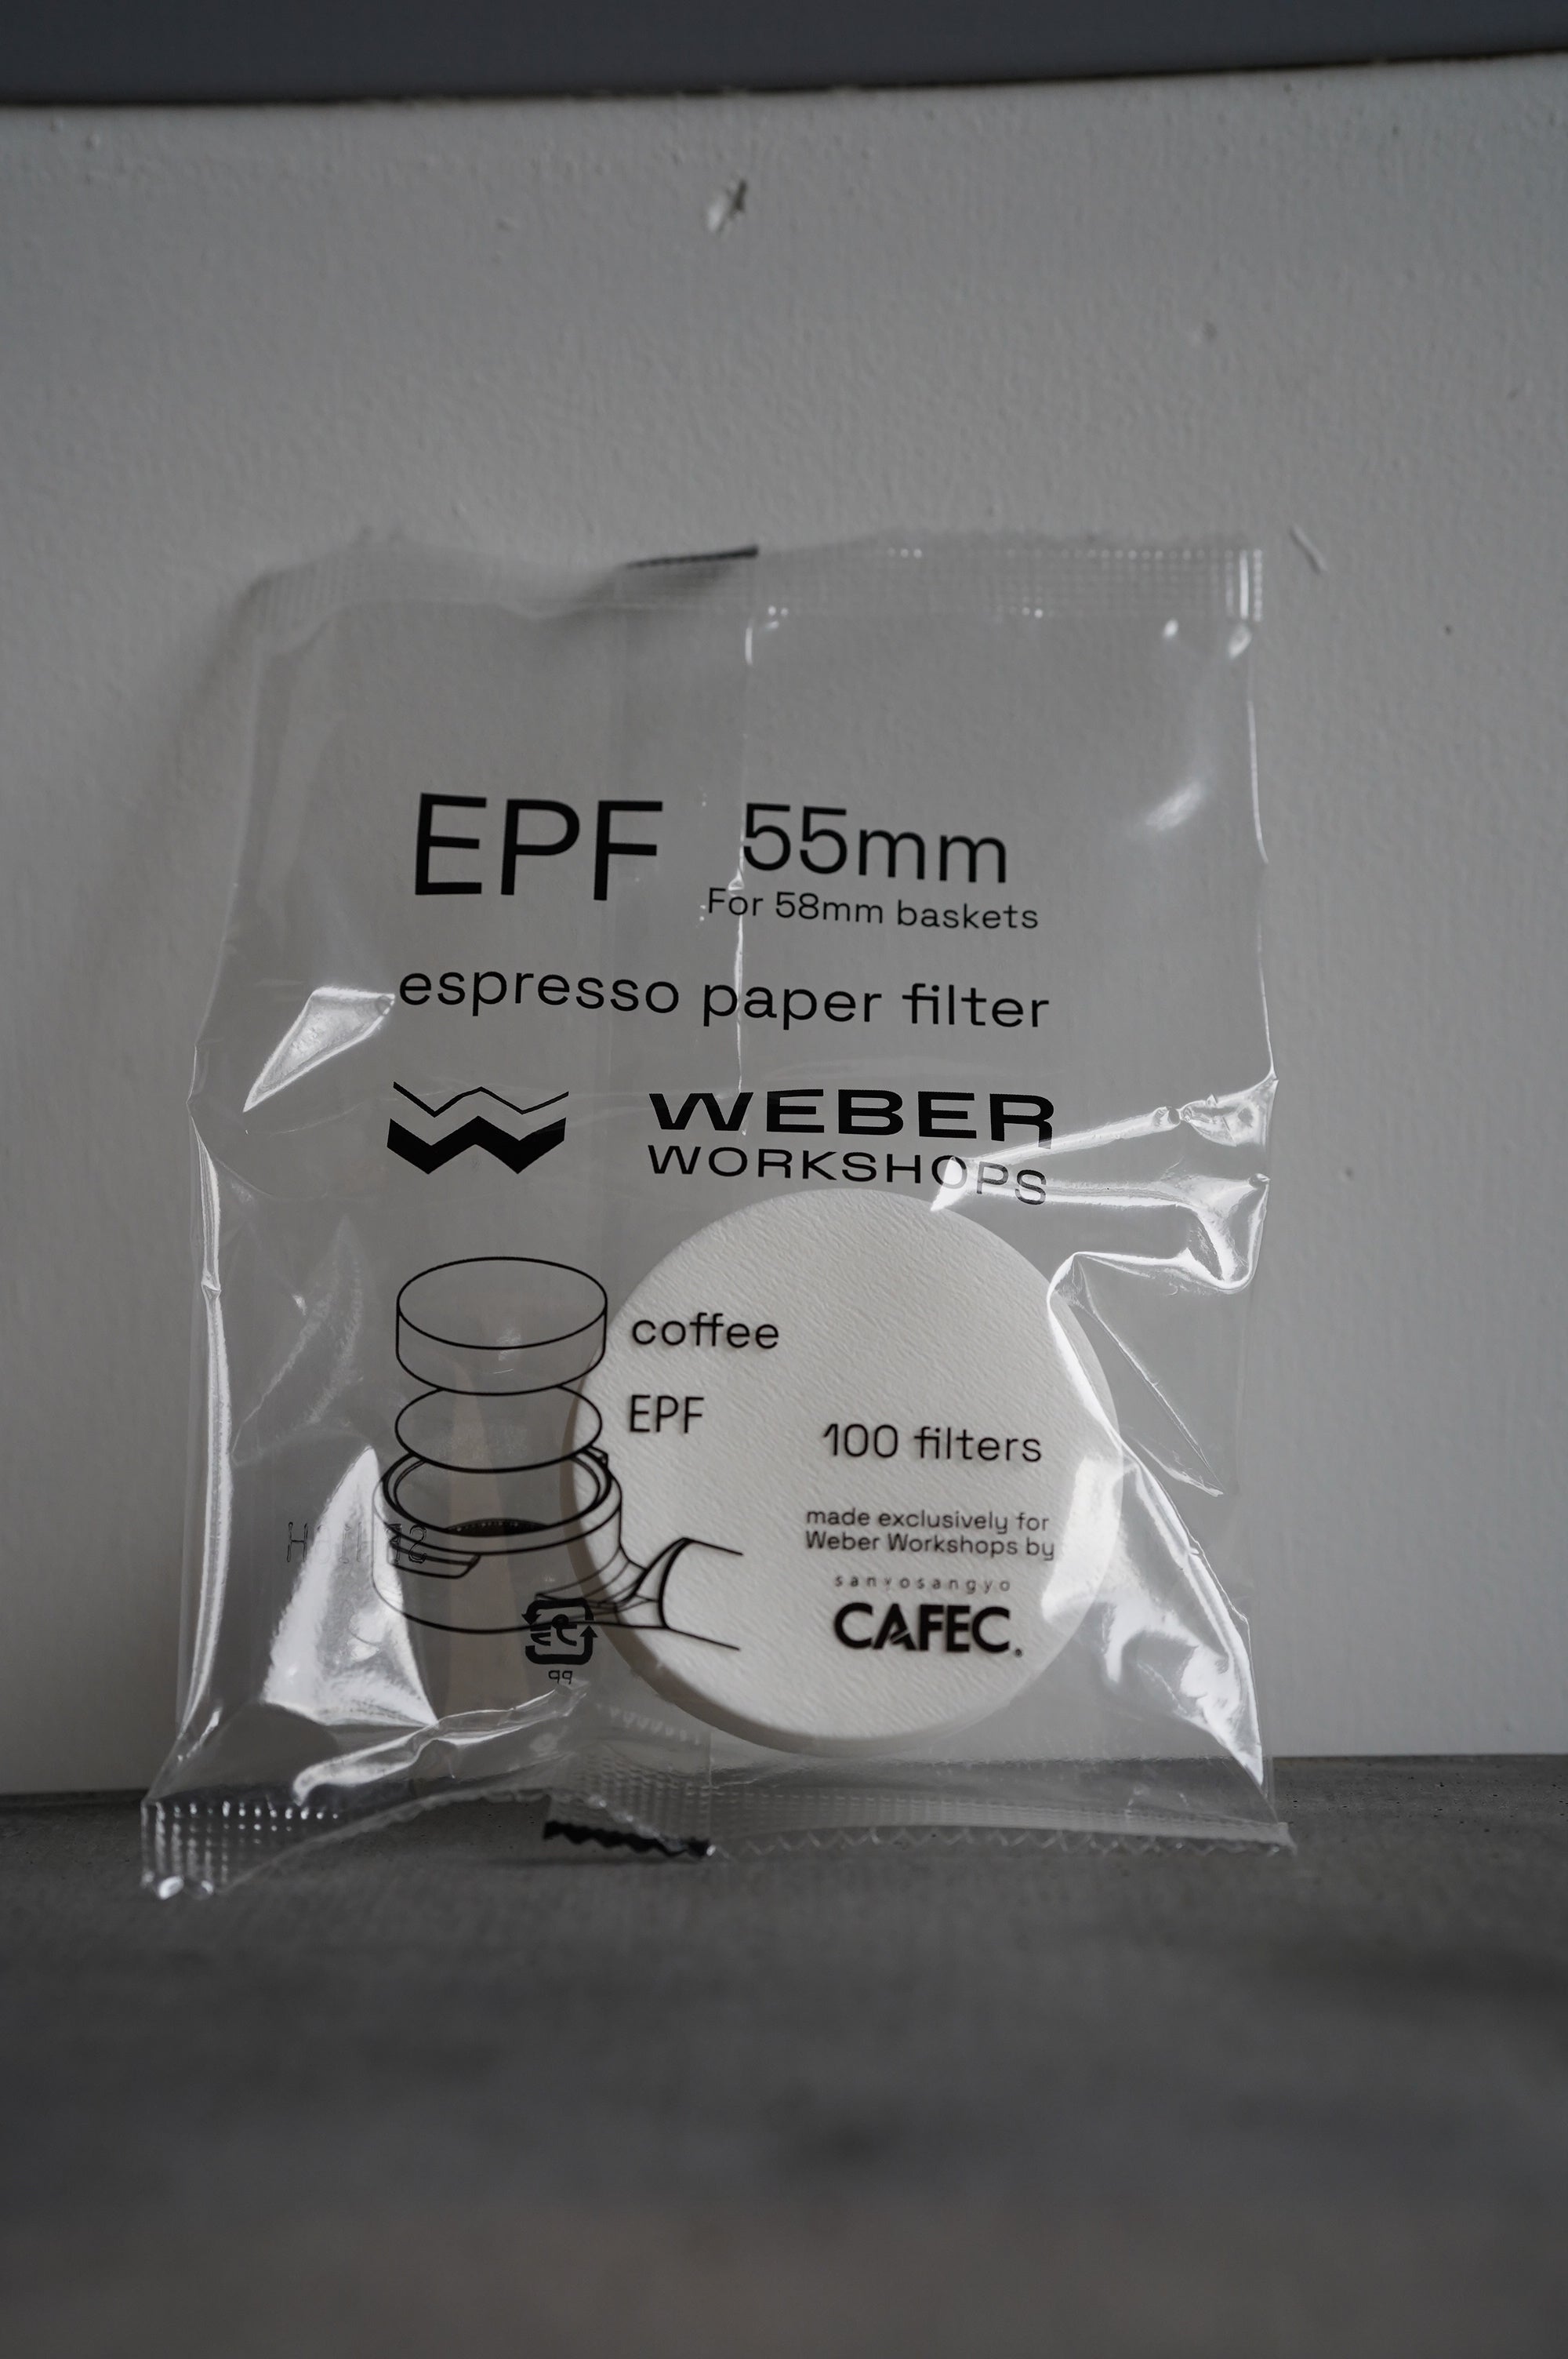 EPF 55mm
For 58mm baskets
espresso paper filter
WEBER
WORKSHOPS
coffee
EPF
100 filters
made exclusively for
Weber Workshops by
sanyosangyo
CAFEC®